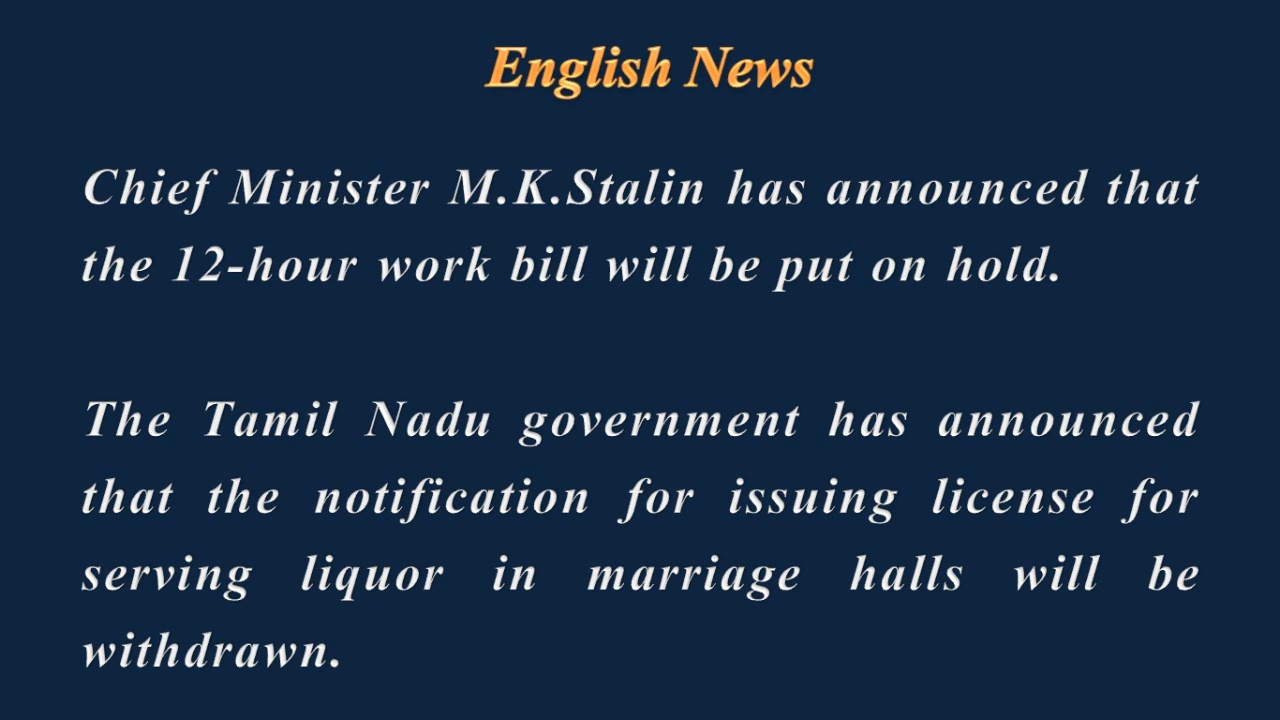 English News
Chief Minister M.K.Stalin has announced that
the 12-hour work bill will be put on hold.
The Tamil Nadu government has announced
that the notification for issuing license for
serving liquor in marriage halls will be
withdrawn.